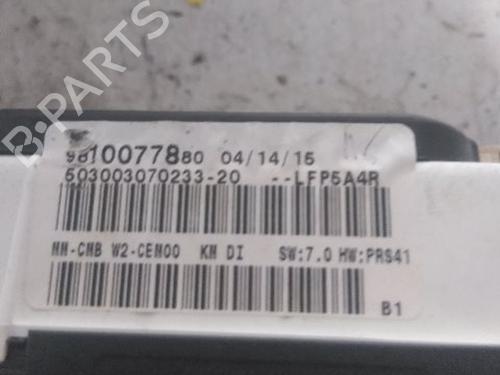 B-PARTS
9810077880 04/14/15
503003070233-20 --LFP5A4R
MM-CMB W2-CEM00 KM DI SW:7.0 HW:PRS41
B1